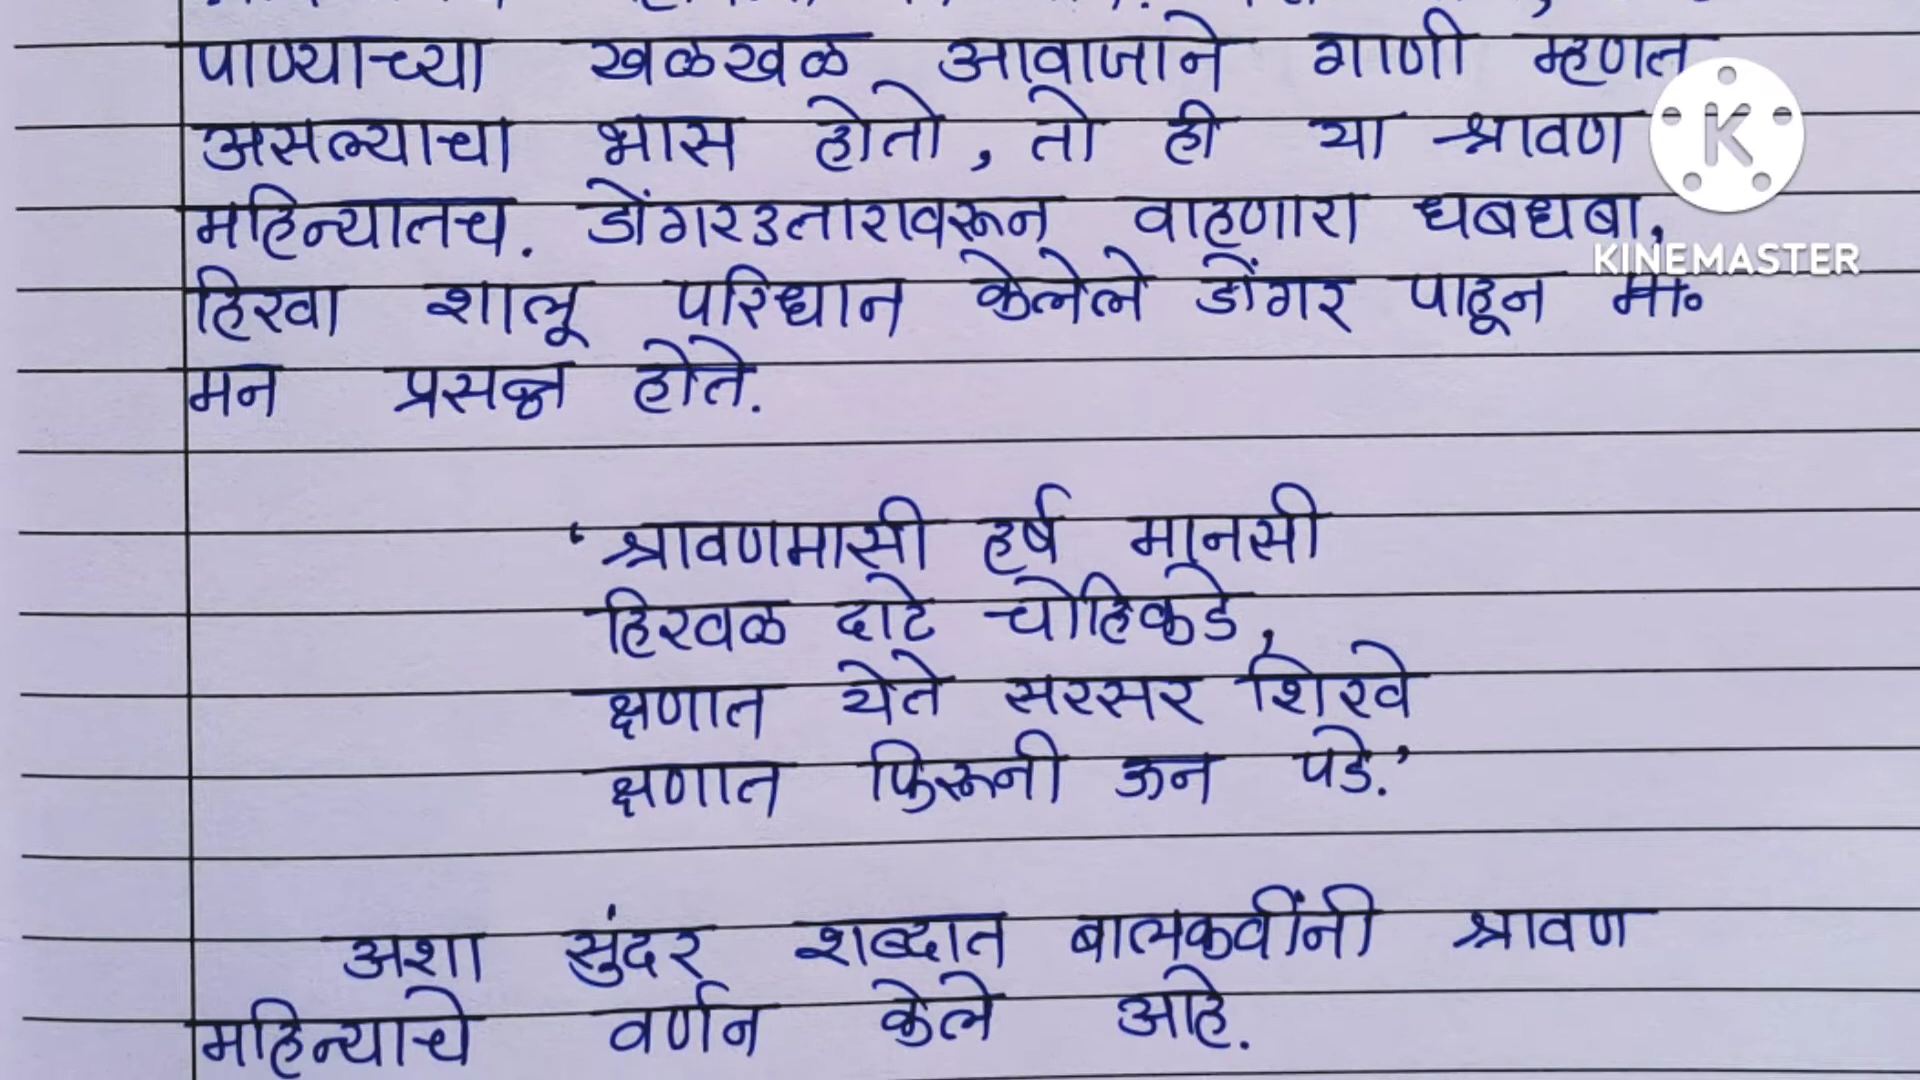 पाण्याच्या खळखळ आवाजाने गाणी म्हणत
असल्याचा भास होतो, तो ही या श्रावण
महिन्यातच. डोंगरउतारावरून वाहणारा धबधबा,
हिरवा शालू परिधान केलेले डोंगर पाहून
मन प्रसन्न होते.
'श्रावणमासी हर्ष मानसी
हिरवळ दाटे चोहिकडे,
क्षणात येते सरसर शिरवे
क्षणात फिरूनी ऊन पडे.'
अशा सुंदर शब्दात बालकवींनी श्रावण
महिन्याचे वर्णन केले आहे.
K
KINEMASTER